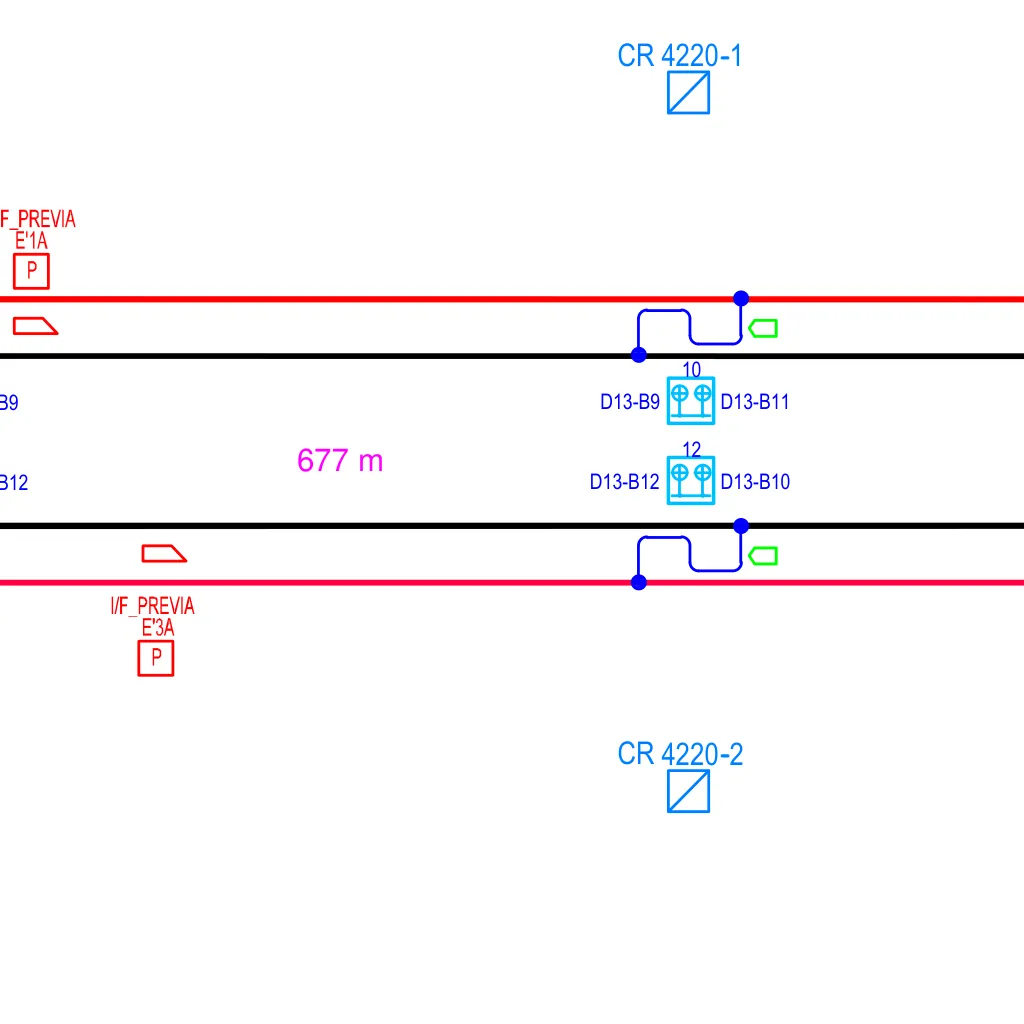 CR 4220-1
F_PREVIA
E'1A
P
10
D13-B9
D13-B11
B9
677 m
12
B12
D13-B12
D13-B10
I/F_PREVIA
E'3A
P
CR 4220-2